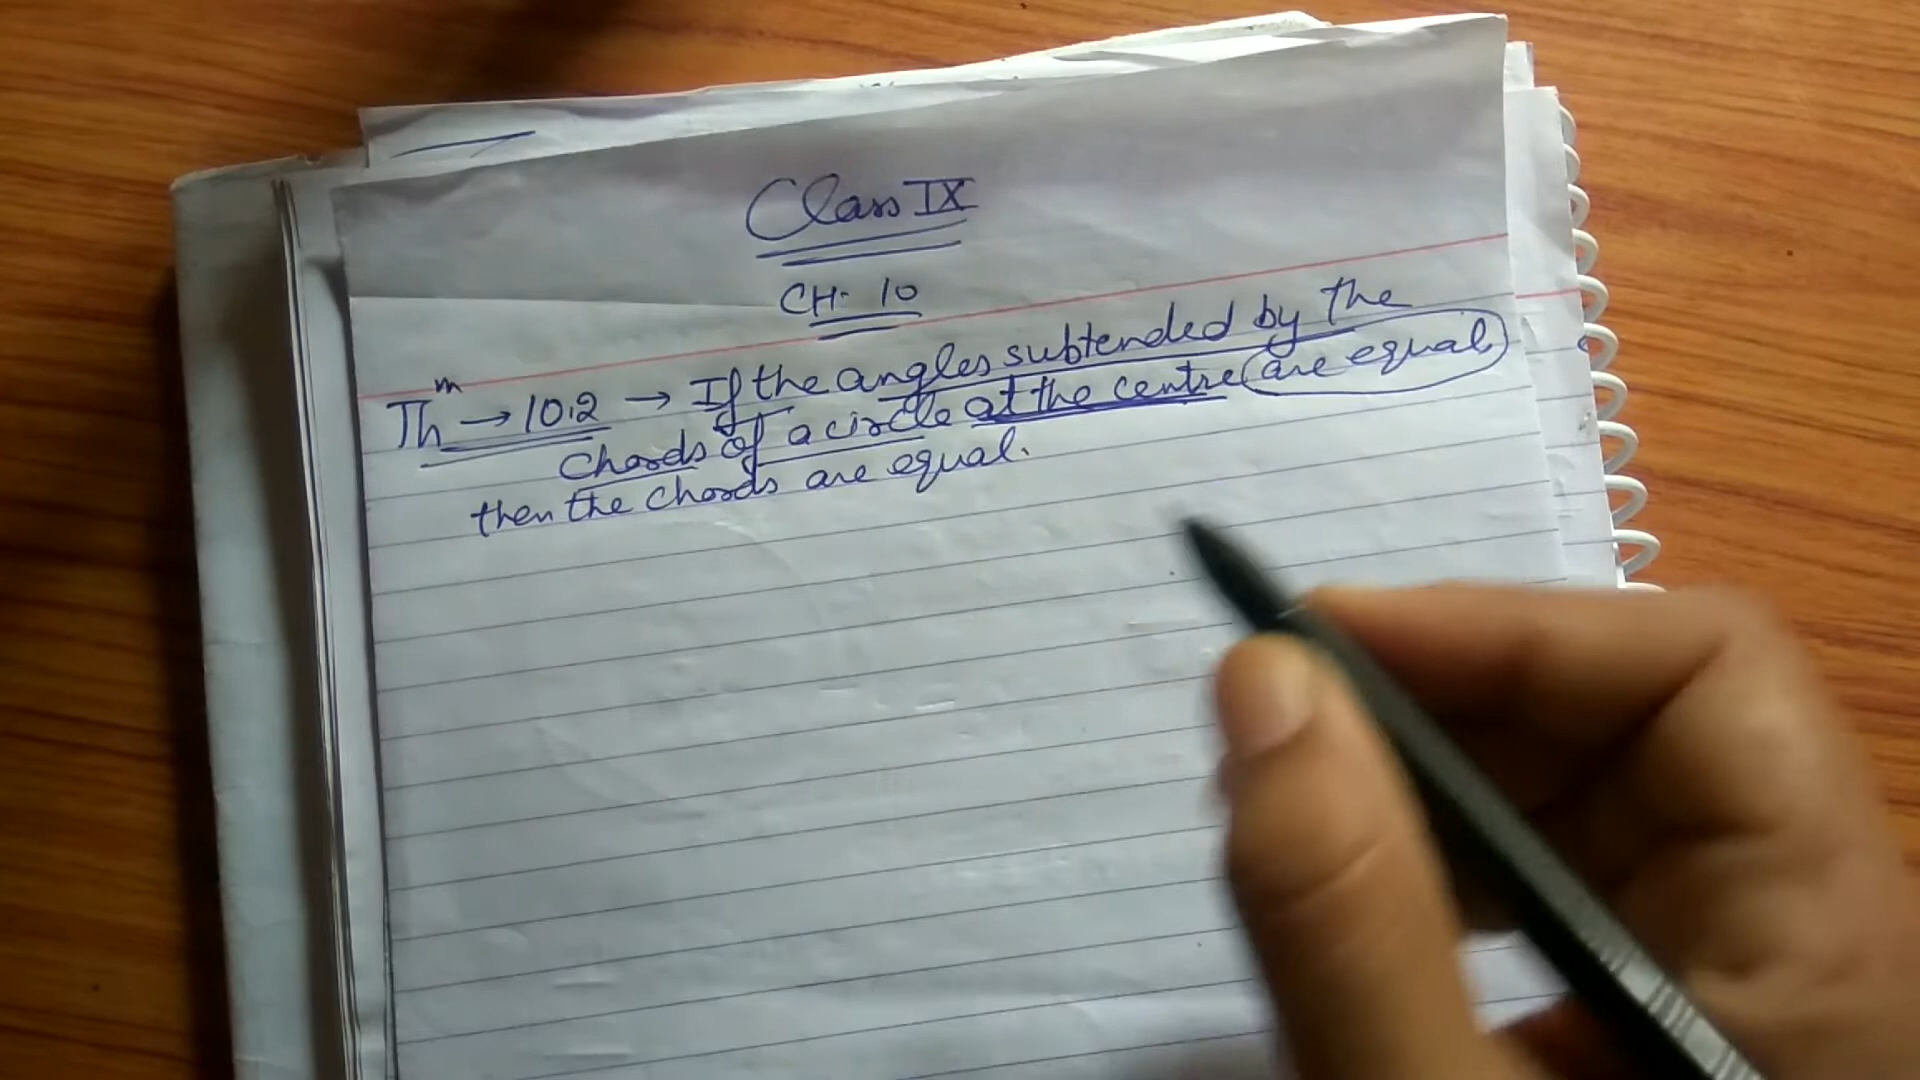 Class IX
CH- 10
Thm → 10.2 → If the angles subtended by the
chords of a circle at the centre are equal
then the chords are equal.